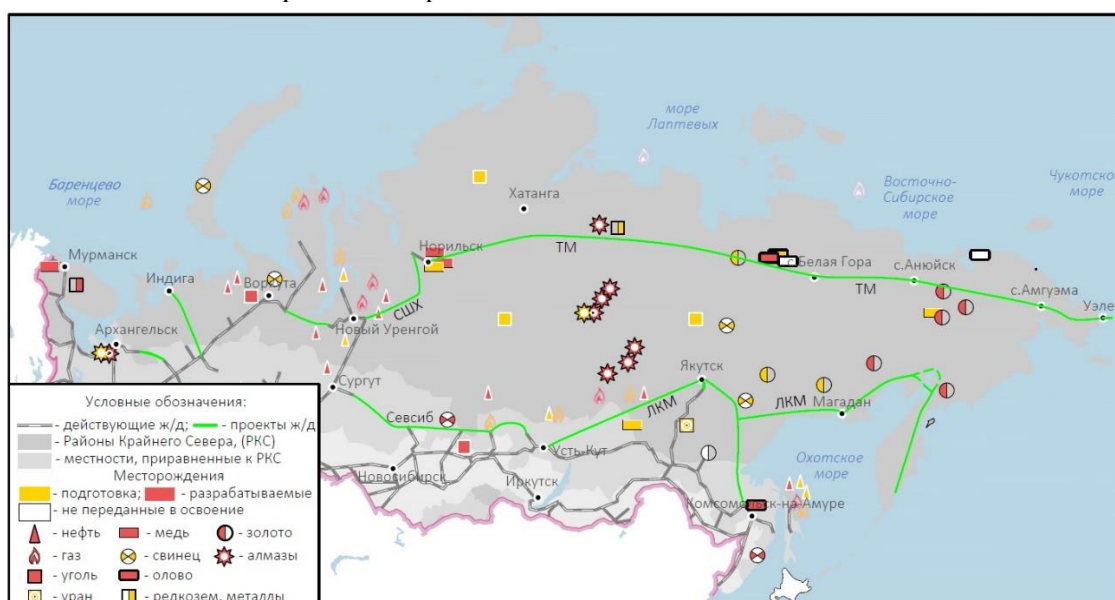 море
Лаптевых
Баренцево
море
Восточно-
Сибирское
море
Чукотско
море
Хатанга
Мурманск
Норильск
ТМ
Индига
Воркута
с.Белая Гора
с.Анюйск
ТМ
с.Амгуэма
Уэле
Архангельск
Новый Уренгой
СШХ
Сургут
Якутск
Магадан
ЛКМ
ЛКМ
Севсиб
Усть-Кут
Новосибирск
Иркутск
Охотское
море
Комсомольск-на Амуре
Условные обозначения:
- действующие ж/д; - проекты ж/д
- Районы Крайнего Севера, (РКС)
- местности, приравненные к РКС
Месторождения
- подготовка; - разрабатываемые
- не переданные в освоение
- нефть - медь - золото
- газ - свинец - алмазы
- уголь - олово
- уран - редкозем. металлы